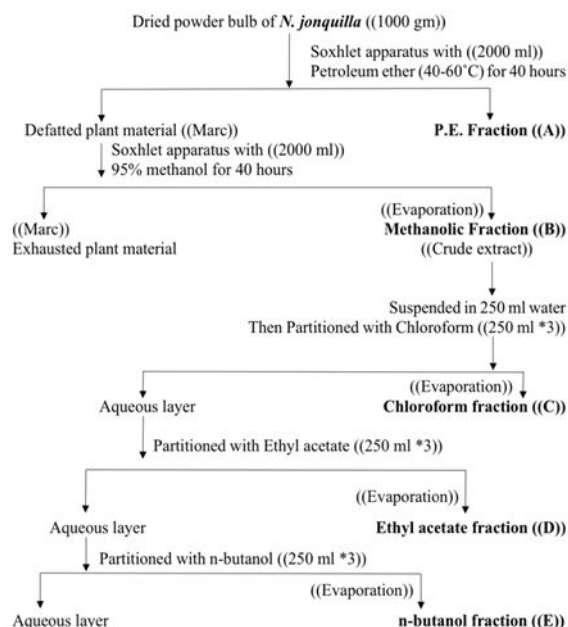 Dried powder bulb of N. jonquilla ((1000 gm))
Soxhlet apparatus with ((2000 ml))
Petroleum ether (40-60˚C) for 40 hours
Defatted plant material ((Marc))
P.E. Fraction ((A))
Soxhlet apparatus with ((2000 ml))
95% methanol for 40 hours
((Marc))
Exhausted plant material
((Evaporation))
Methanolic Fraction ((B))
((Crude extract))
Suspended in 250 ml water
Then Partitioned with Chloroform ((250 ml *3))
((Evaporation))
Aqueous layer
Chloroform fraction ((C))
Partitioned with Ethyl acetate ((250 ml *3))
((Evaporation))
Aqueous layer
Ethyl acetate fraction ((D))
Partitioned with n-butanol ((250 ml *3))
((Evaporation))
Aqueous layer
n-butanol fraction ((E))